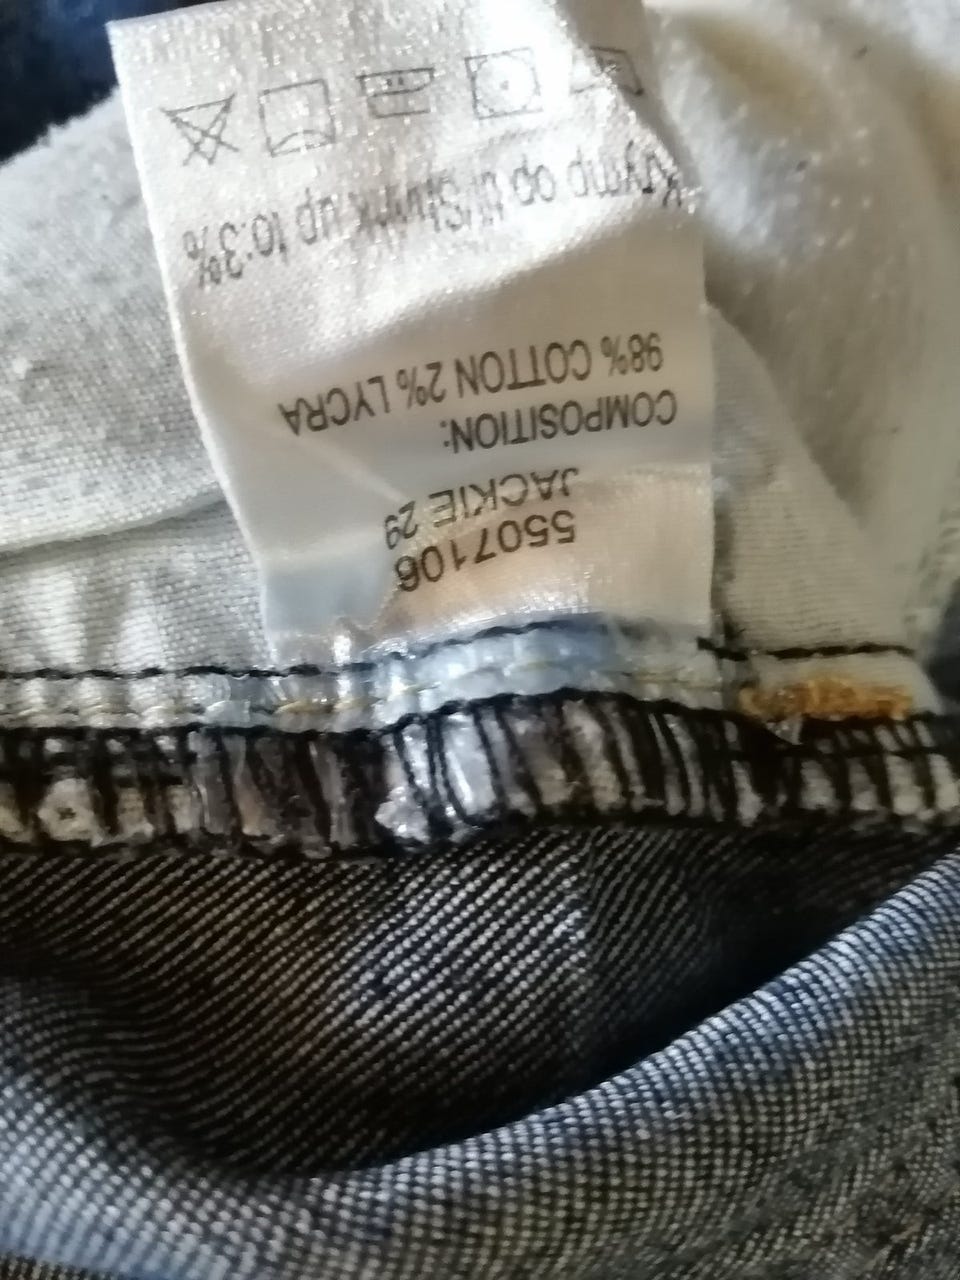 5507106
JACKIE 29
COMPOSITION:
98% COTTON 2% LYCRA
Krymp op til/Shrink up to:3%